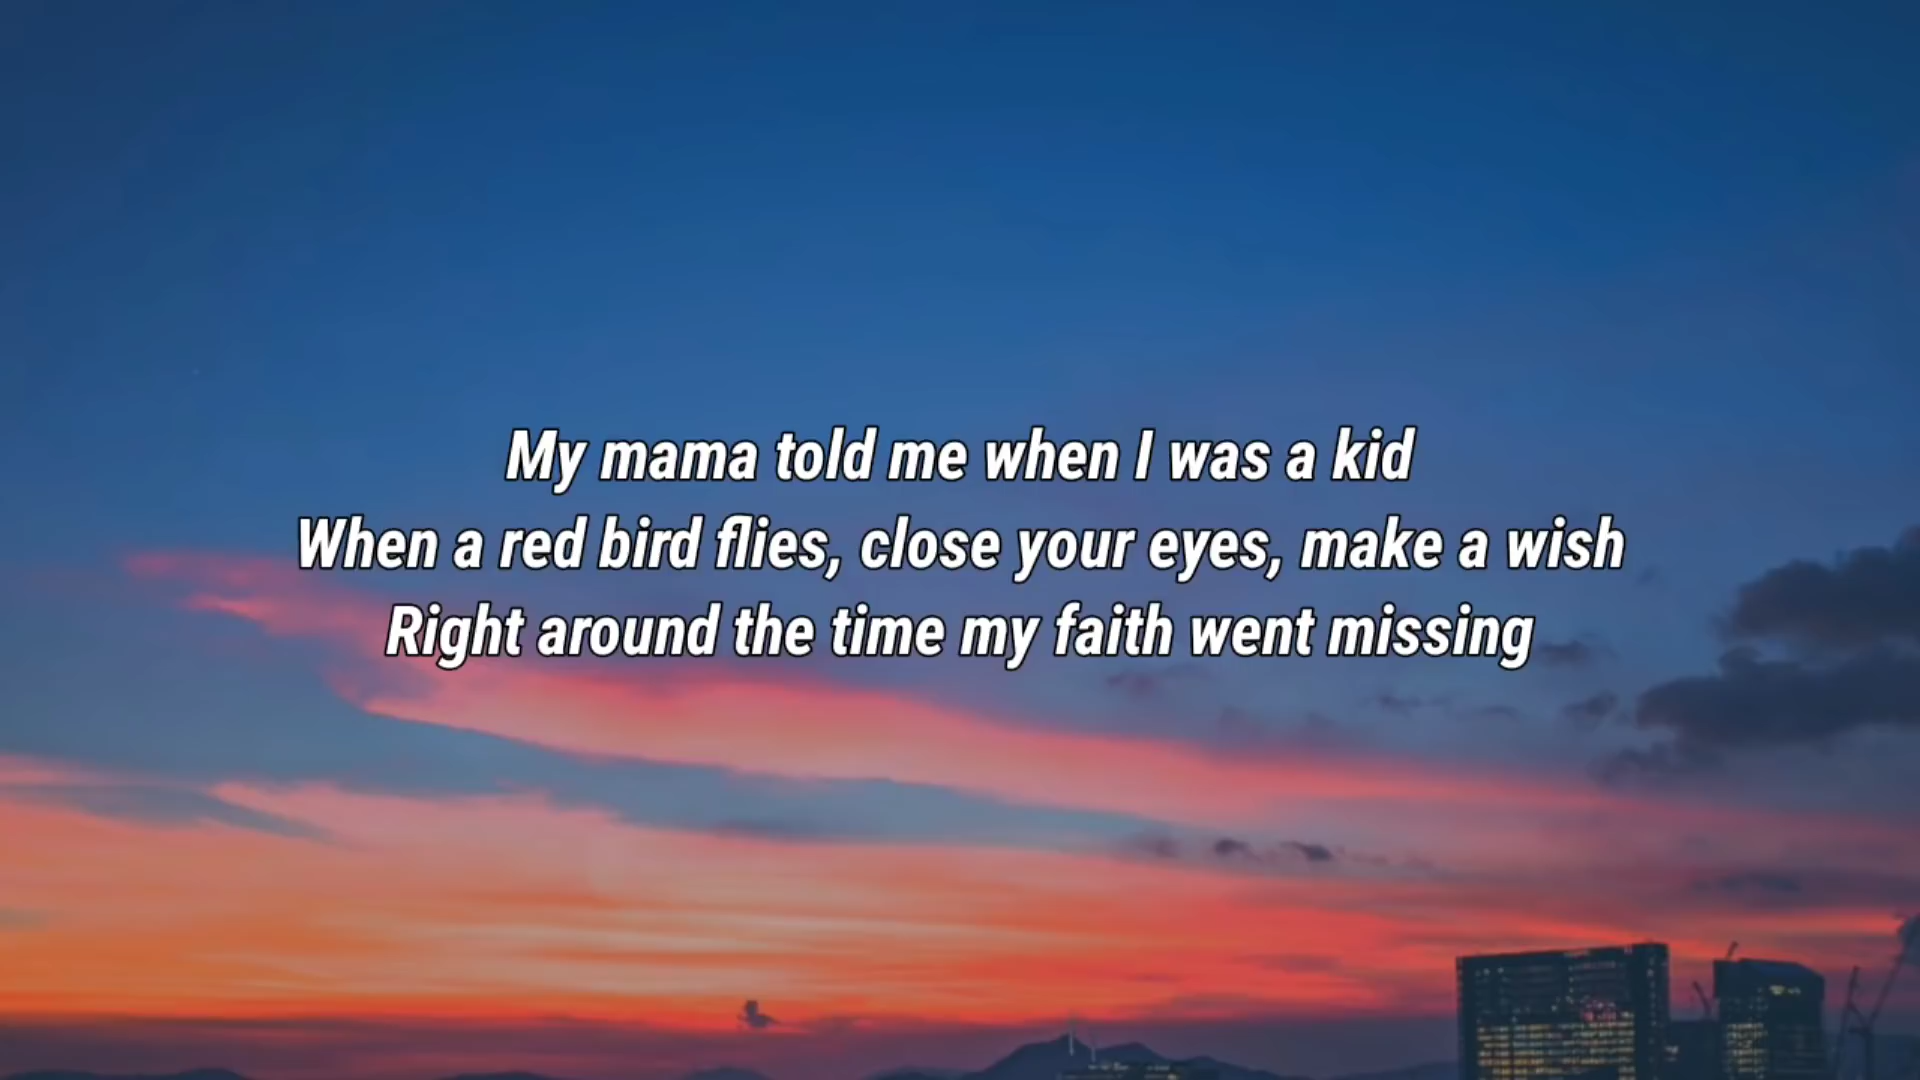 My mama told me when I was a kid
When a red bird flies, close your eyes, make a wish
Right around the time my faith went missing